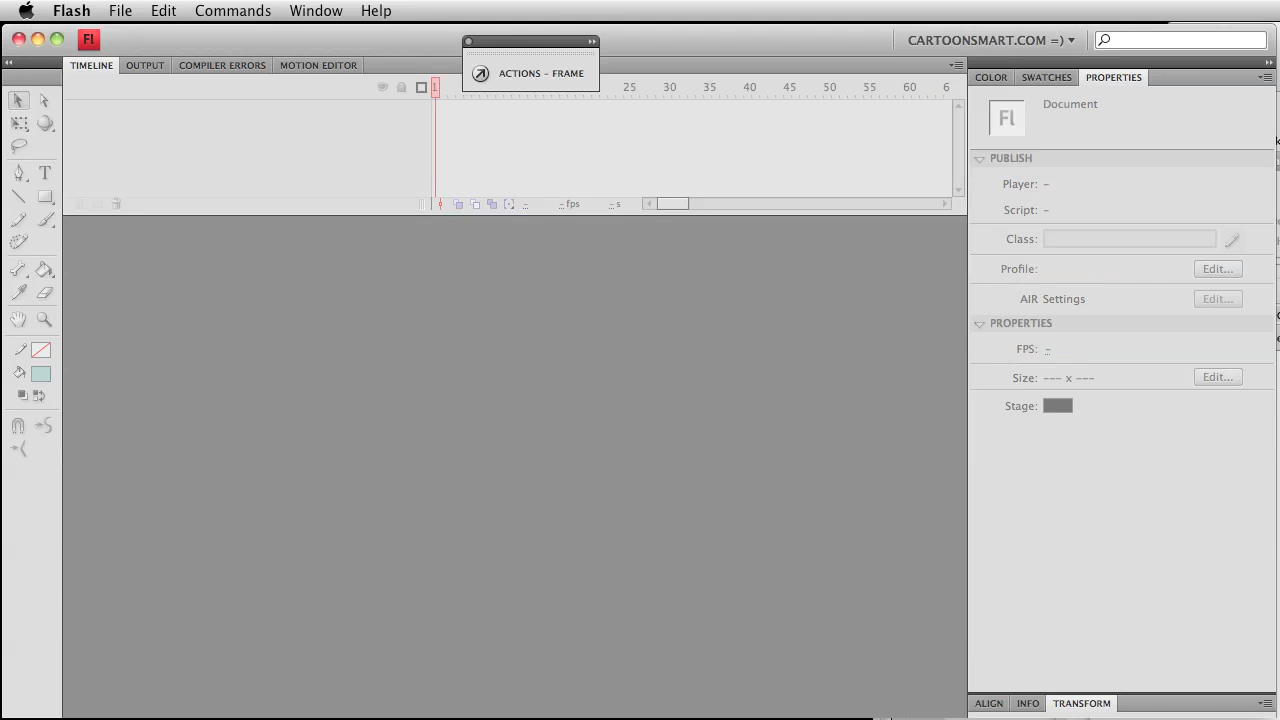 Flash File Edit Commands Window Help
Fl CARTOONSMART.COM =)
TIMELINE OUTPUT COMPILER ERRORS MOTION EDITOR
ACTIONS - FRAME
COLOR SWATCHES PROPERTIES
1 25 30 35 40 45 50 55 60 6
Fl Document
PUBLISH
Player: -
Script: -
Class:
Profile: Edit...
AIR Settings Edit...
PROPERTIES
FPS: -
Size: --- x --- Edit...
Stage:
- - fps - s
T
ALIGN INFO TRANSFORM